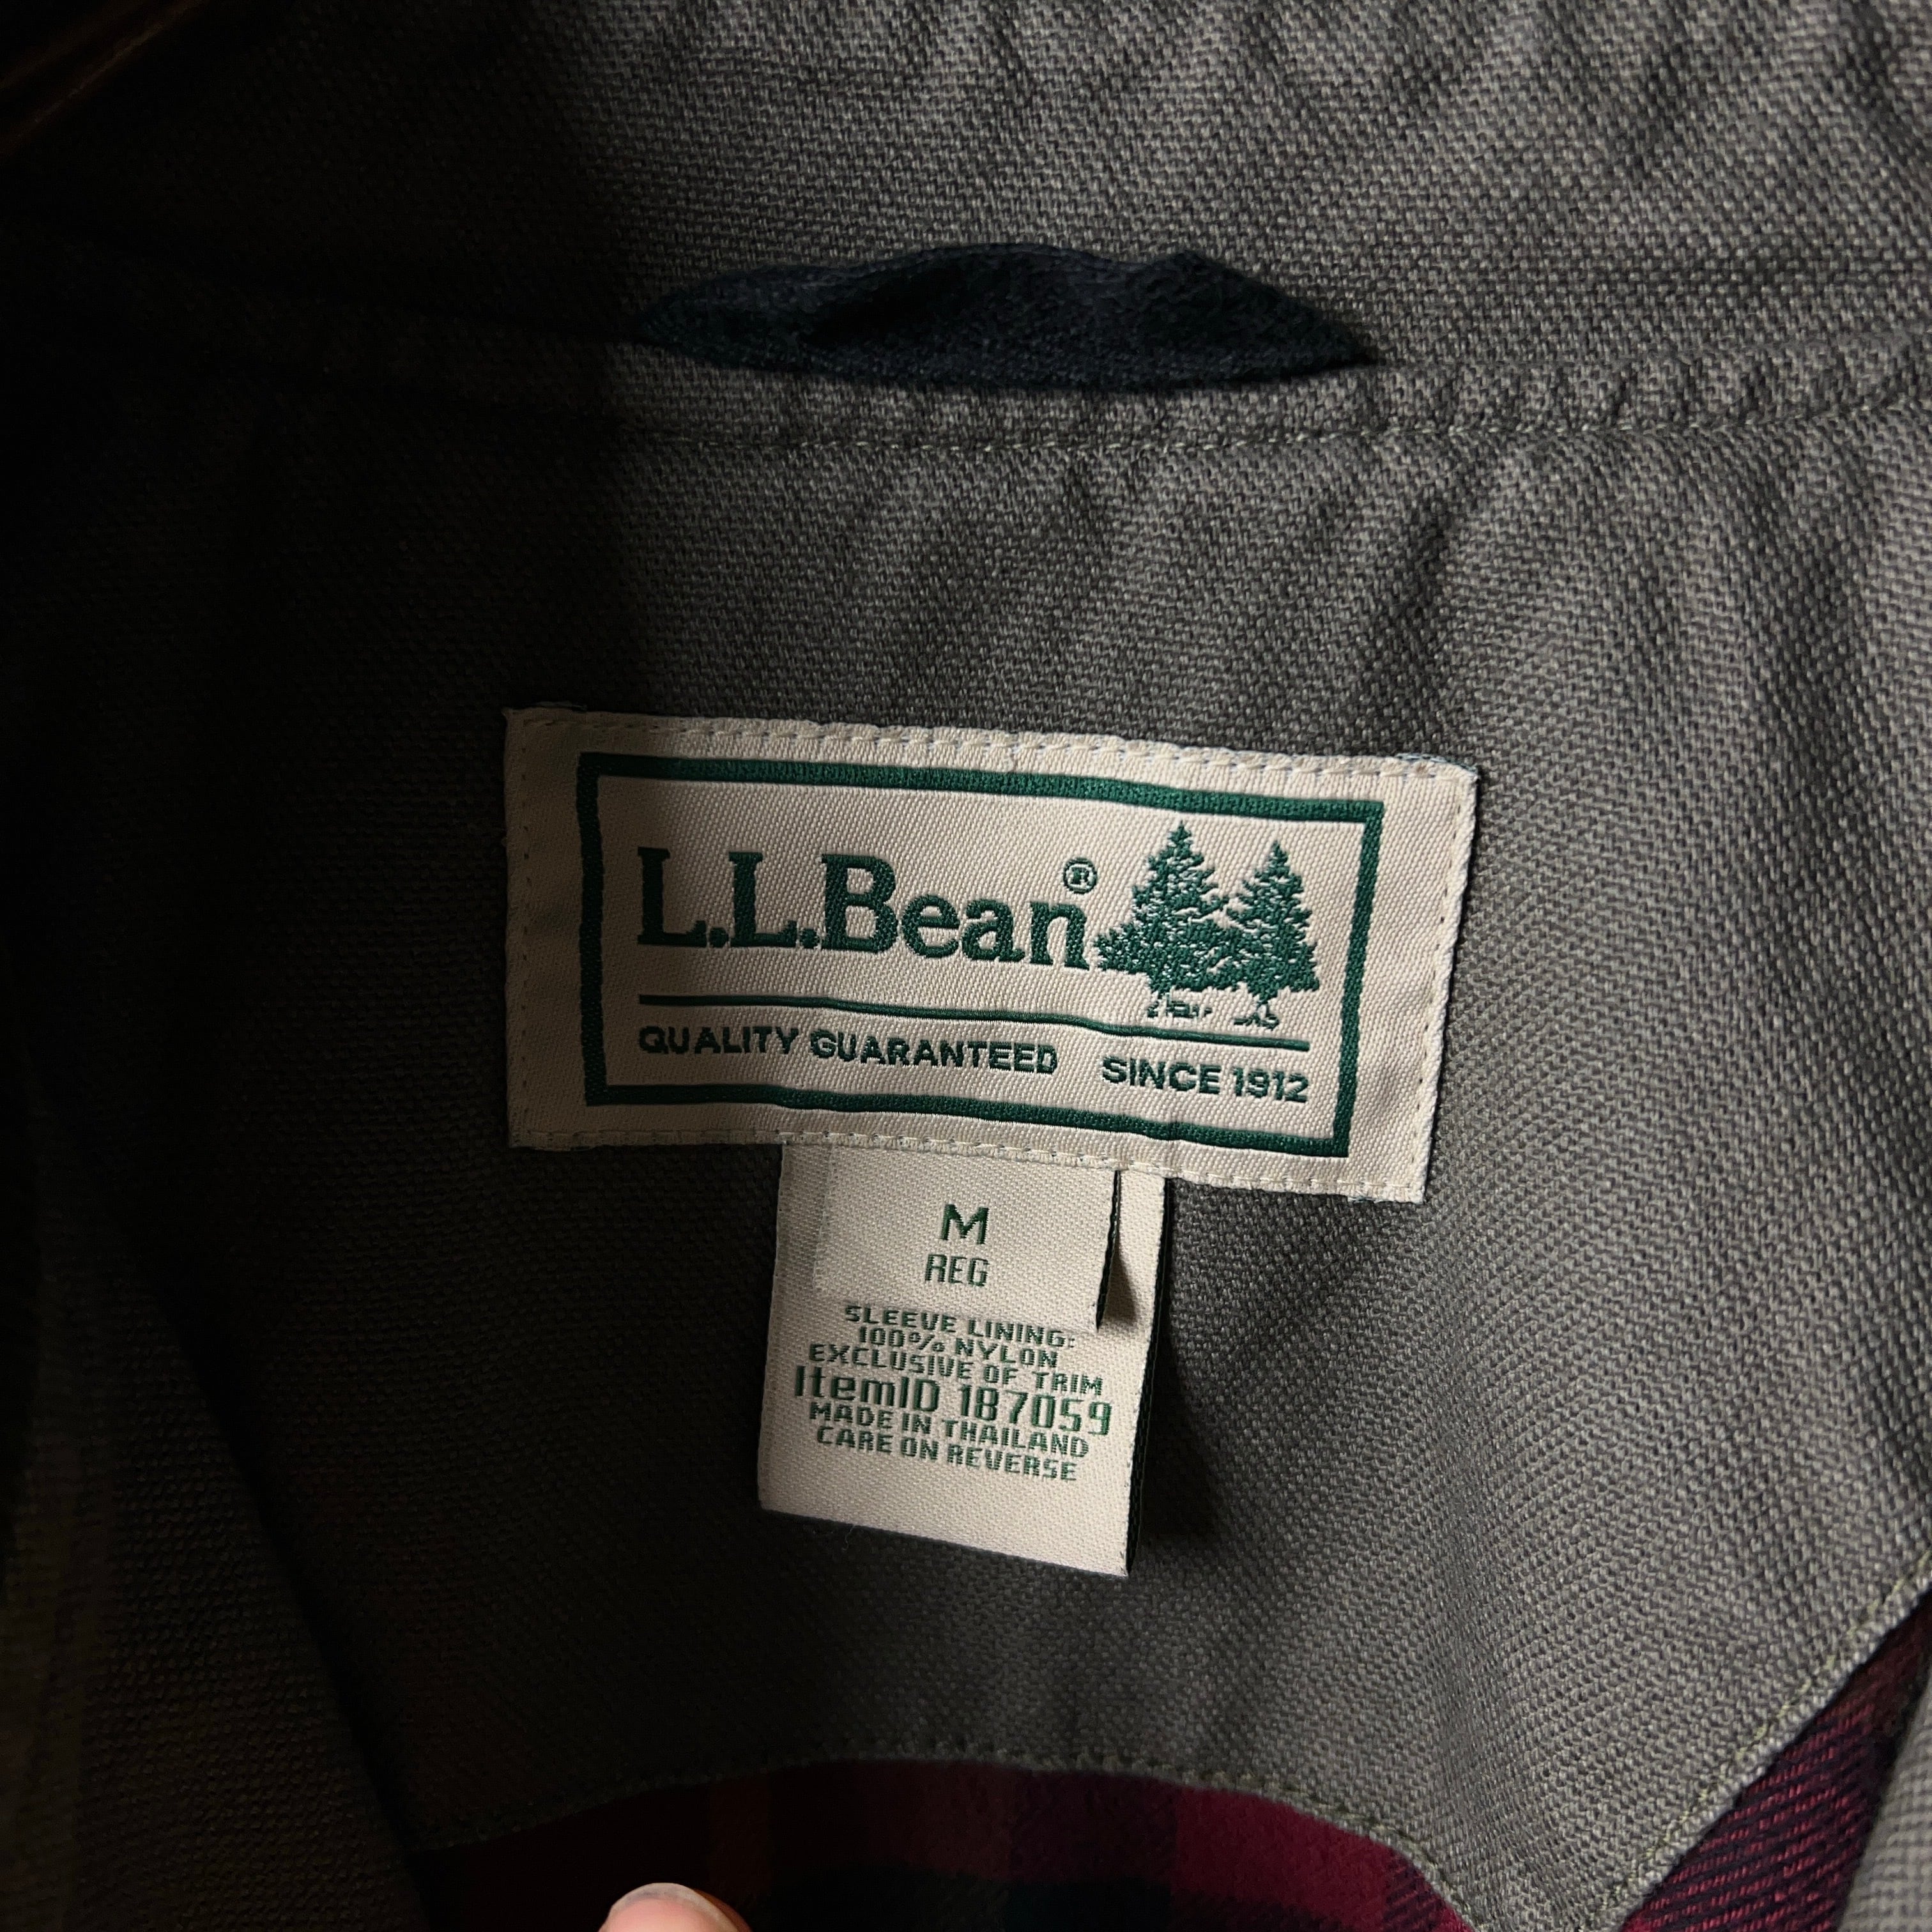 L.L.Bean®
QUALITY GUARANTEED SINCE 1912
M
REG
SLEEVE LINING:
100% NYLON
EXCLUSIVE OF TRIM
ItemID 187059
MADE IN THAILAND
CARE ON REVERSE